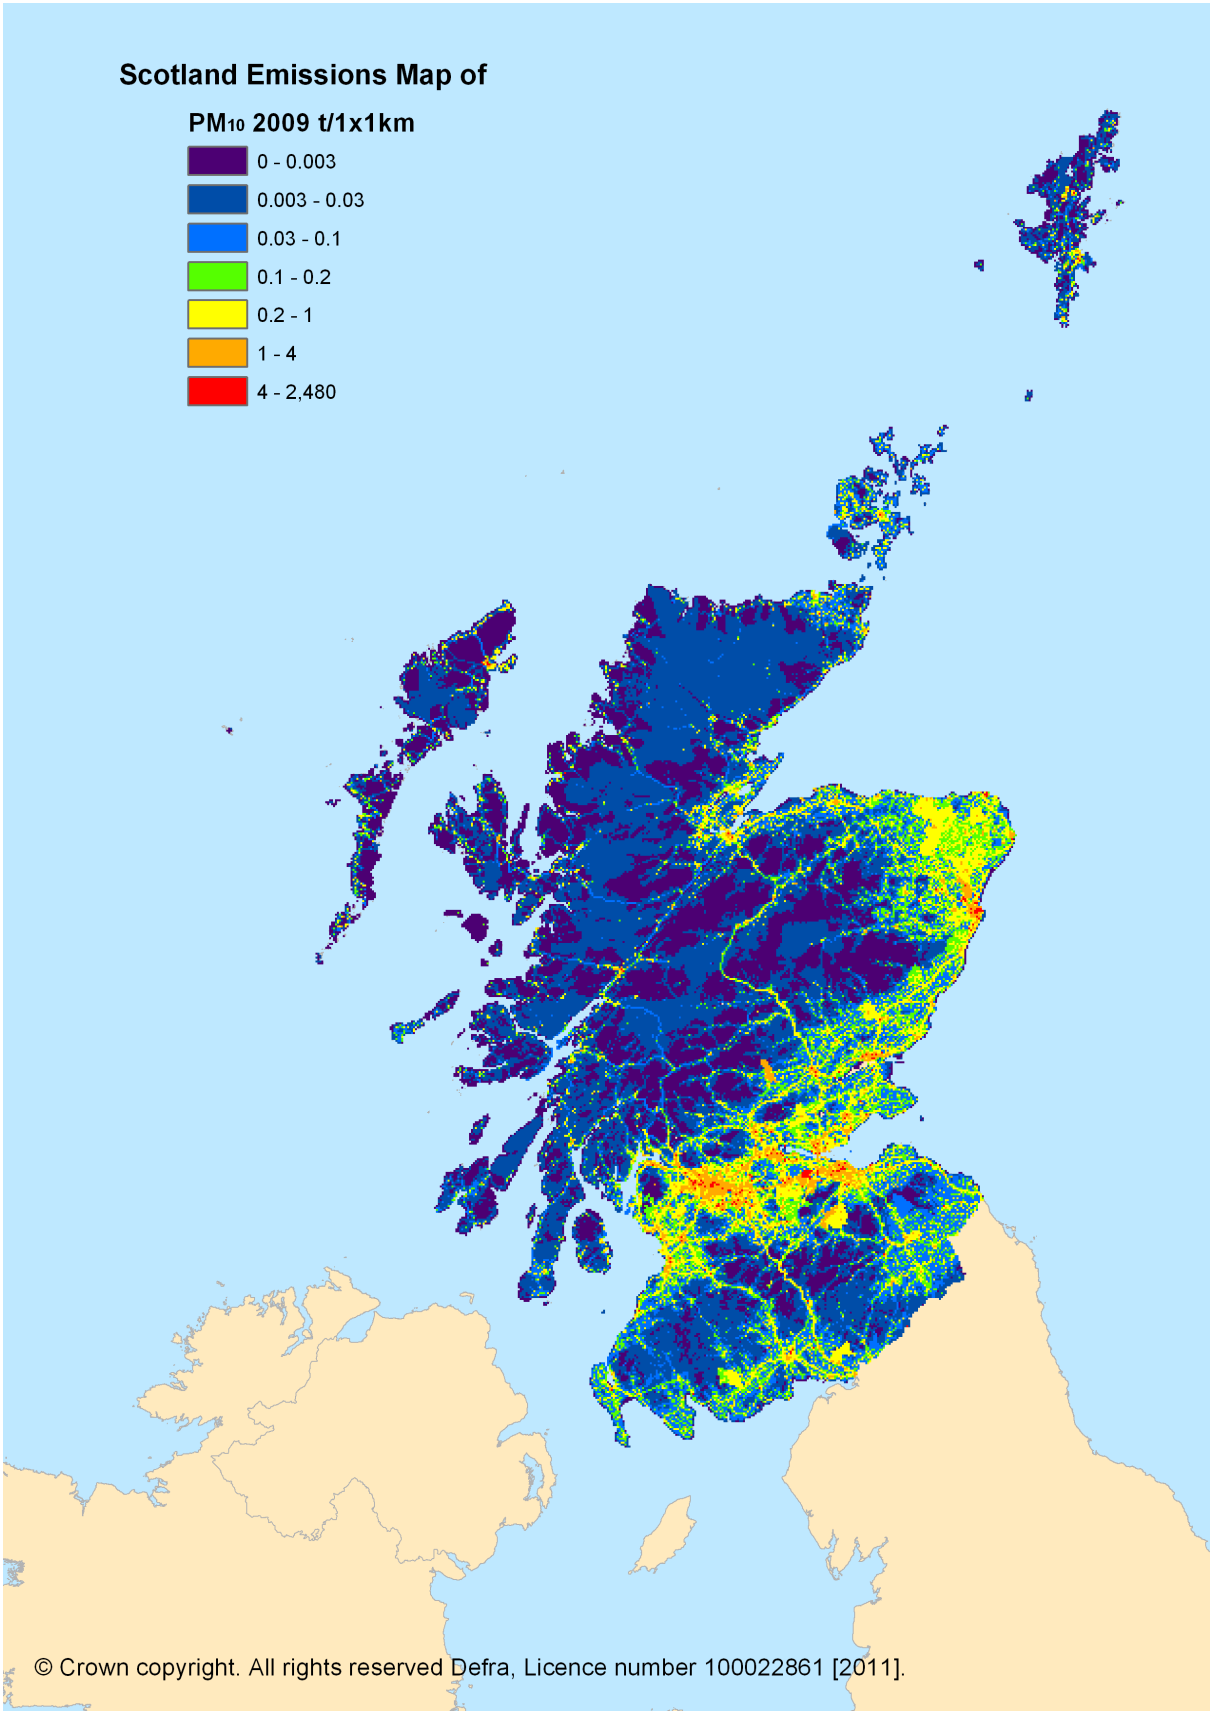 Scotland Emissions Map of
PM10 2009 t/1x1km
0 - 0.003
0.003 - 0.03
0.03 - 0.1
0.1 - 0.2
0.2 - 1
1 - 4
4 - 2,480
© Crown copyright. All rights reserved Defra, Licence number 100022861 [2011].